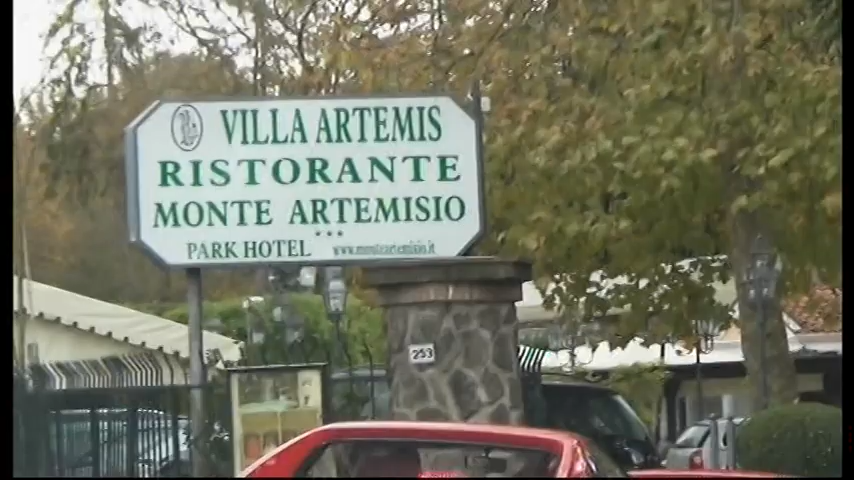 VILLA ARTEMIS
RISTORANTE
MONTE ARTEMISIO
PARK HOTEL *** www.monteartemisio.it
253